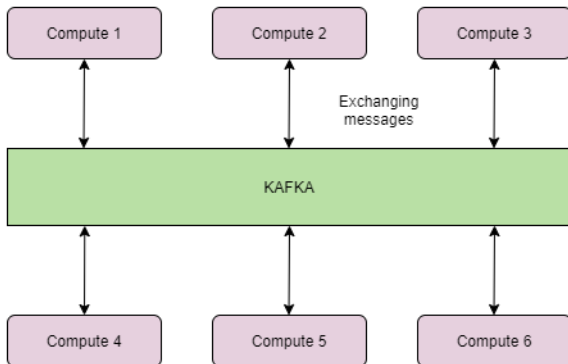 Compute 1
Compute 2
Compute 3
Exchanging
messages
KAFKA
Compute 4
Compute 5
Compute 6